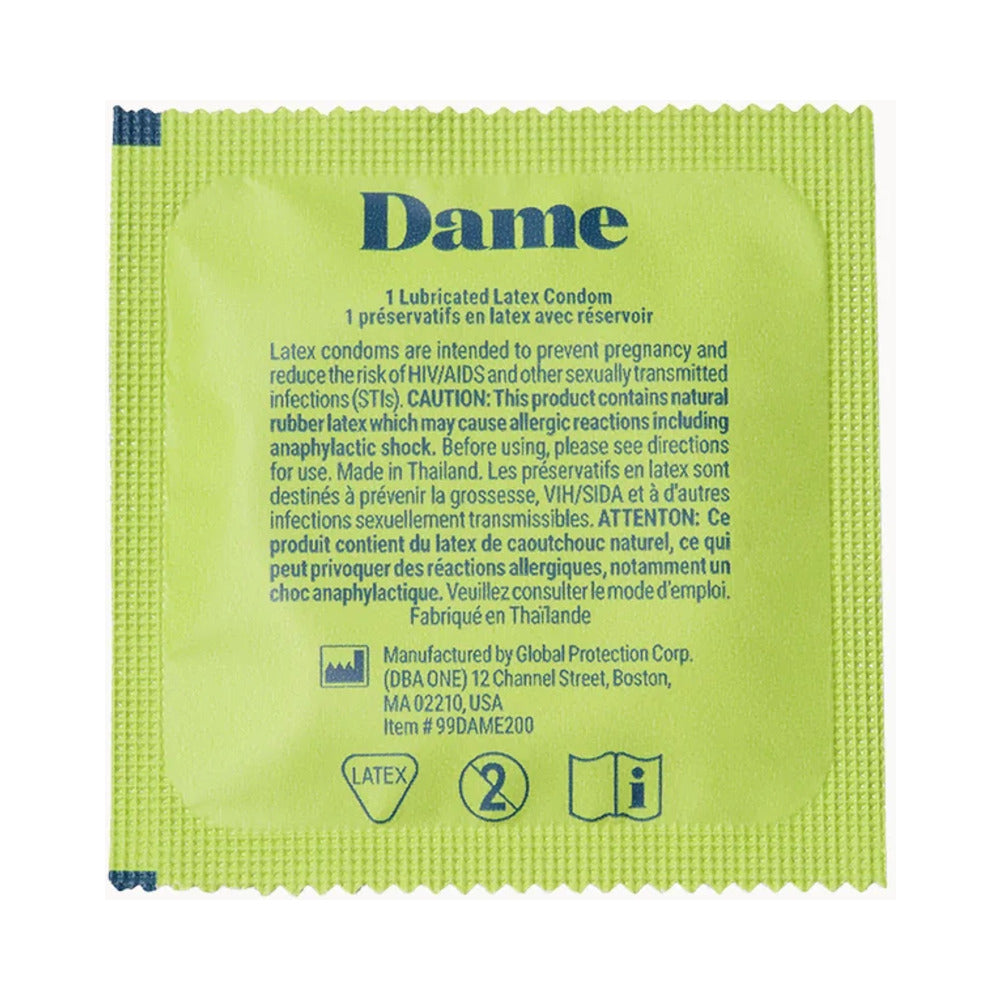 Dame
1 Lubricated Latex Condom
1 préservatifs en latex avec réservoir
Latex condoms are intended to prevent pregnancy and
reduce the risk of HIV/AIDS and other sexually transmitted
infections (STIs). CAUTION: This product contains natural
rubber latex which may cause allergic reactions including
anaphylactic shock. Before using, please see directions
for use. Made in Thailand. Les préservatifs en latex sont
destinés à prévenir la grossesse, VIH/SIDA et à d'autres
infections sexuellement transmissibles. ATTENTON: Ce
produit contient du latex de caoutchouc naturel, ce qui
peut privoquer des réactions allergiques, notamment un
choc anaphylactique. Veuillez consulter le mode d'emploi.
Fabriqué en Thaïlande
Manufactured by Global Protection Corp.
(DBA ONE) 12 Channel Street, Boston,
MA 02210, USA
Item # 99DAME200
LATEX 2 i